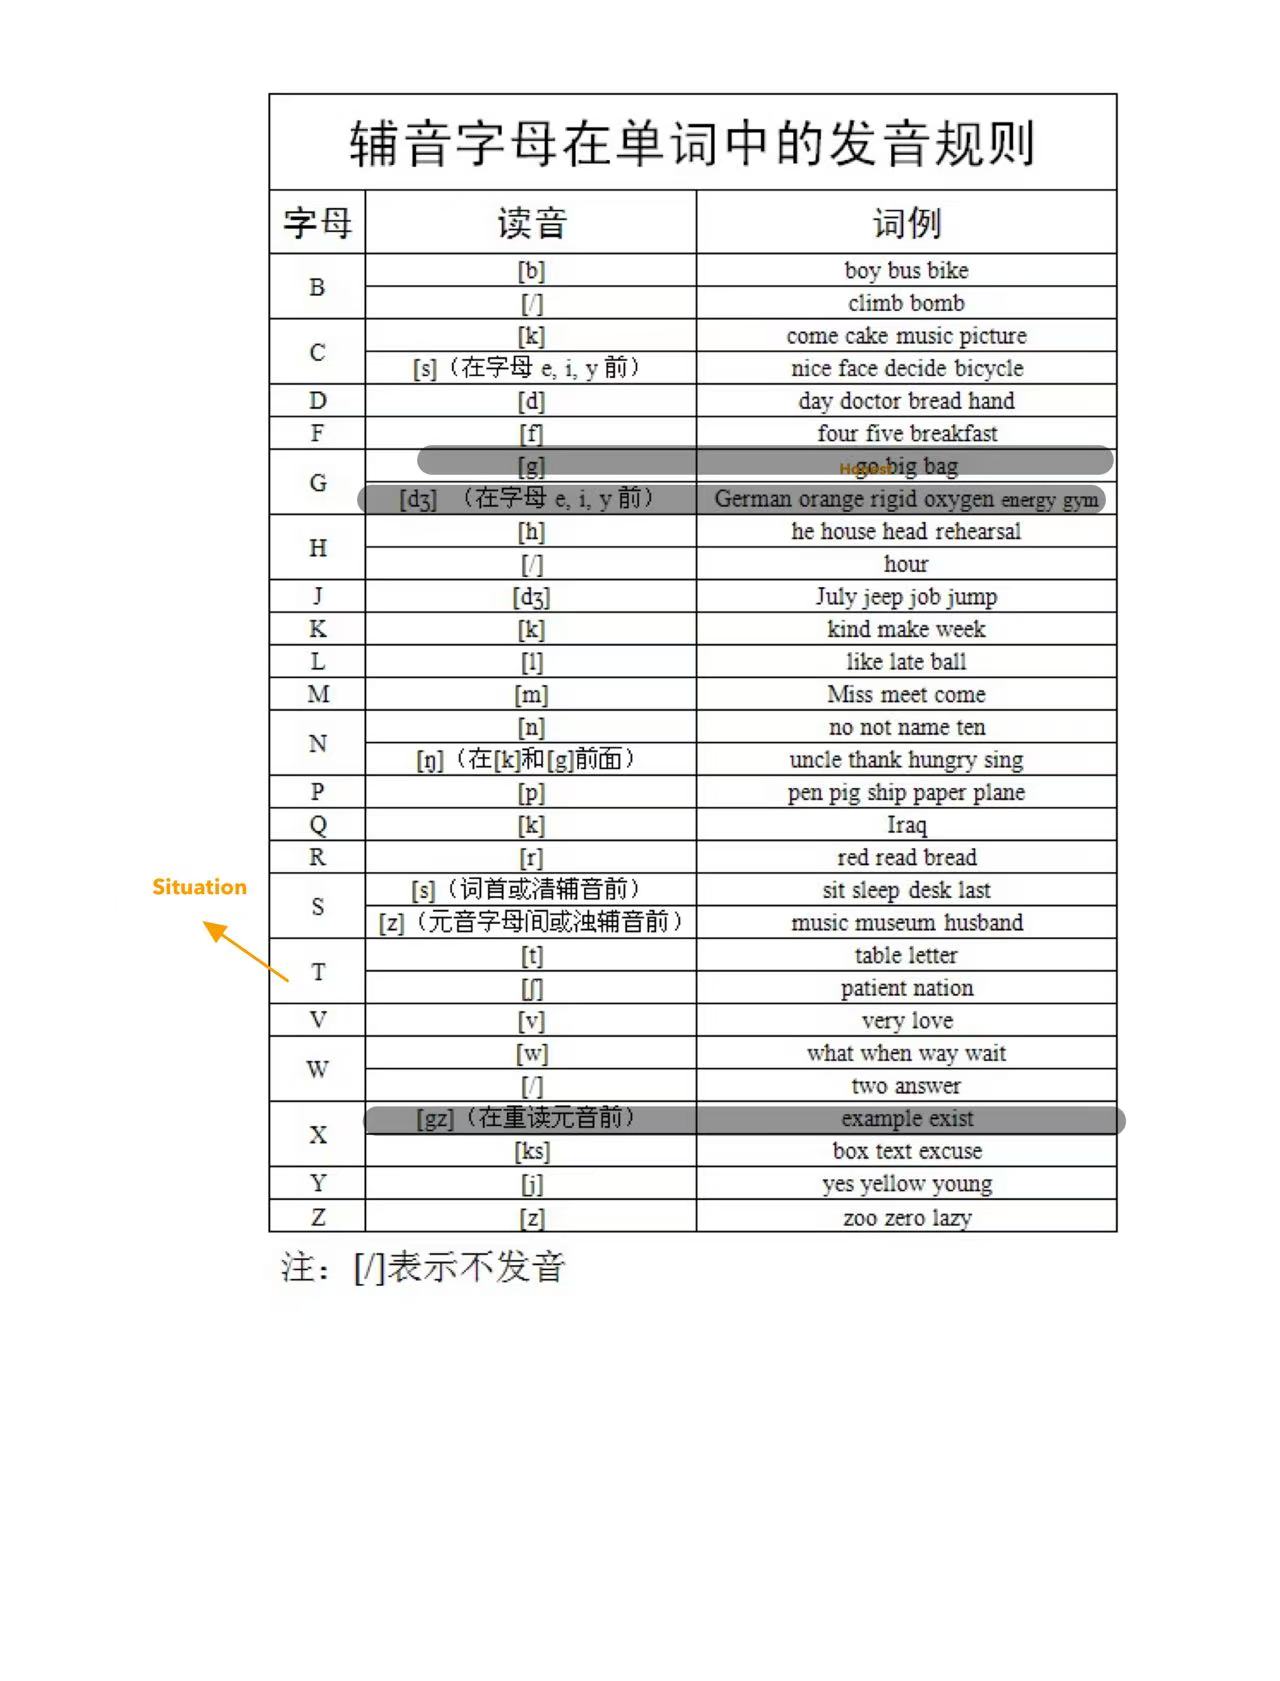 辅音字母在单词中的发音规则
字母 读音 词例
B [b] boy bus bike
[/] climb bomb
C [k] come cake music picture
[s]（在字母 e, i, y 前） nice face decide bicycle
D [d] day doctor bread hand
F [f] four five breakfast
G [g] go big bag
Honest
[dʒ] （在字母 e, i, y 前） German orange rigid oxygen energy gym
H [h] he house head rehearsal
[/] hour
J [dʒ] July jeep job jump
K [k] kind make week
L [l] like late ball
M [m] Miss meet come
N [n] no not name ten
[ŋ]（在[k]和[g]前面） uncle thank hungry sing
P [p] pen pig ship paper plane
Q [k] Iraq
R [r] red read bread
Situation
S [s]（词首或清辅音前） sit sleep desk last
[z]（元音字母间或浊辅音前） music museum husband
T [t] table letter
[ʃ] patient nation
V [v] very love
W [w] what when way wait
[/] two answer
X [gz]（在重读元音前） example exist
[ks] box text excuse
Y [j] yes yellow young
Z [z] zoo zero lazy
注：[/]表示不发音